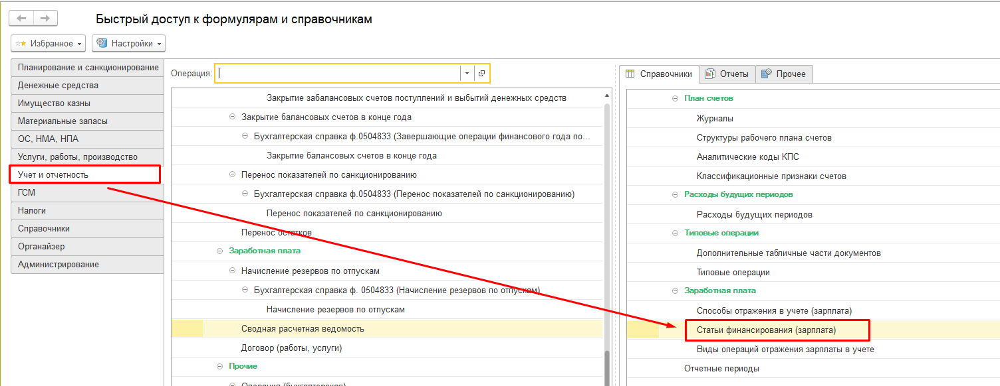 Быстрый доступ к формулярам и справочникам
Избранное
Настройки
Планирование и санкционирование
Денежные средства
Имущество казны
Материальные запасы
ОС, НМА, НПА
Услуги, работы, производство
Учет и отчетность
ГСМ
Налоги
Справочники
Органайзер
Администрирование
Операция:
Закрытие забалансовых счетов поступлений и выбытий денежных средств
Закрытие балансовых счетов в конце года
Бухгалтерская справка ф.0504833 (Завершающие операции финансового года по...
Закрытие балансовых счетов в конце года
Перенос показателей по санкционированию
Бухгалтерская справка ф.0504833 (Перенос показателей по санкционированию)
Перенос показателей по санкционированию
Перенос остатков
Заработная плата
Начисление резервов по отпускам
Бухгалтерская справка ф. 0504833 (Начисление резервов по отпускам)
Начисление резервов по отпускам
Сводная расчетная ведомость
Договор (работы, услуги)
Прочие
Операция (бухгалтерская)
Справочники
Отчеты
Прочее
План счетов
Журналы
Структуры рабочего плана счетов
Аналитические коды КПС
Классификационные признаки счетов
Расходы будущих периодов
Расходы будущих периодов
Типовые операции
Дополнительные табличные части документов
Типовые операции
Заработная плата
Способы отражения в учете (зарплата)
Статьи финансирования (зарплата)
Виды операций отражения зарплаты в учете
Отчетные периоды